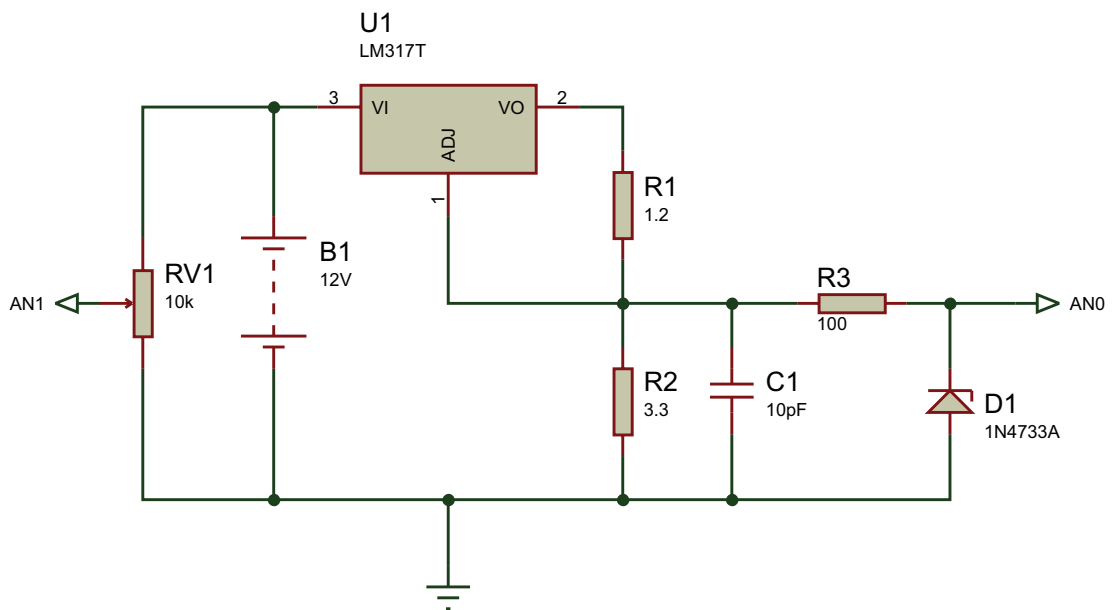 U1
LM317T
3
VI
VO
2
ADJ
1
R1
1.2
B1
12V
RV1
10k
AN1
R3
100
AN0
R2
3.3
C1
10pF
D1
1N4733A